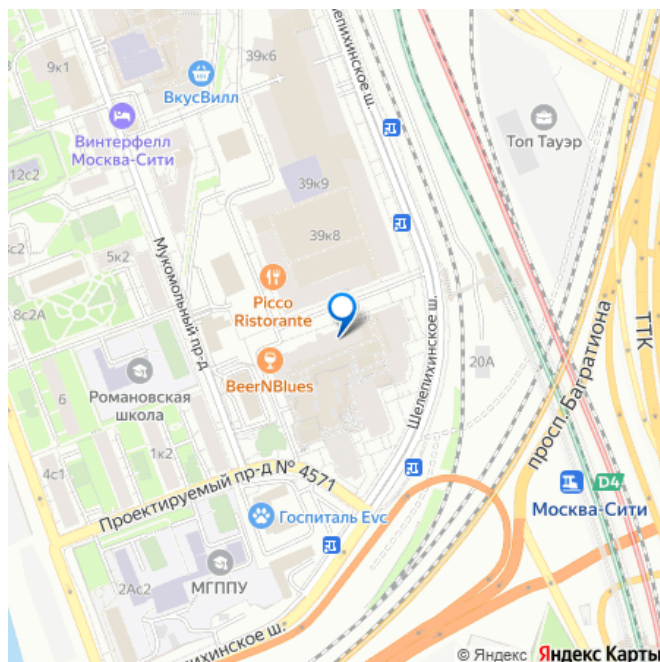 39к6
Шелепихинское ш.
9к1
ВкусВилл
Винтерфелл
Москва-Сити
Топ Тауэр
12с2
39к9
39к8
8с2
5к2
Мукомольный пр-д
Picco
Ristorante
8с2А
Шелепихинское ш.
просп. Багратиона
ТТК
20А
BeerNBlues
Романовская
школа
6
1к2
4с1
Проектируемый пр-д № 4571
D4
Москва-Сити
Госпиталь Evc
2Ас2
МГППУ
Шелепихинское ш.
© Яндекс Яндекс Карты